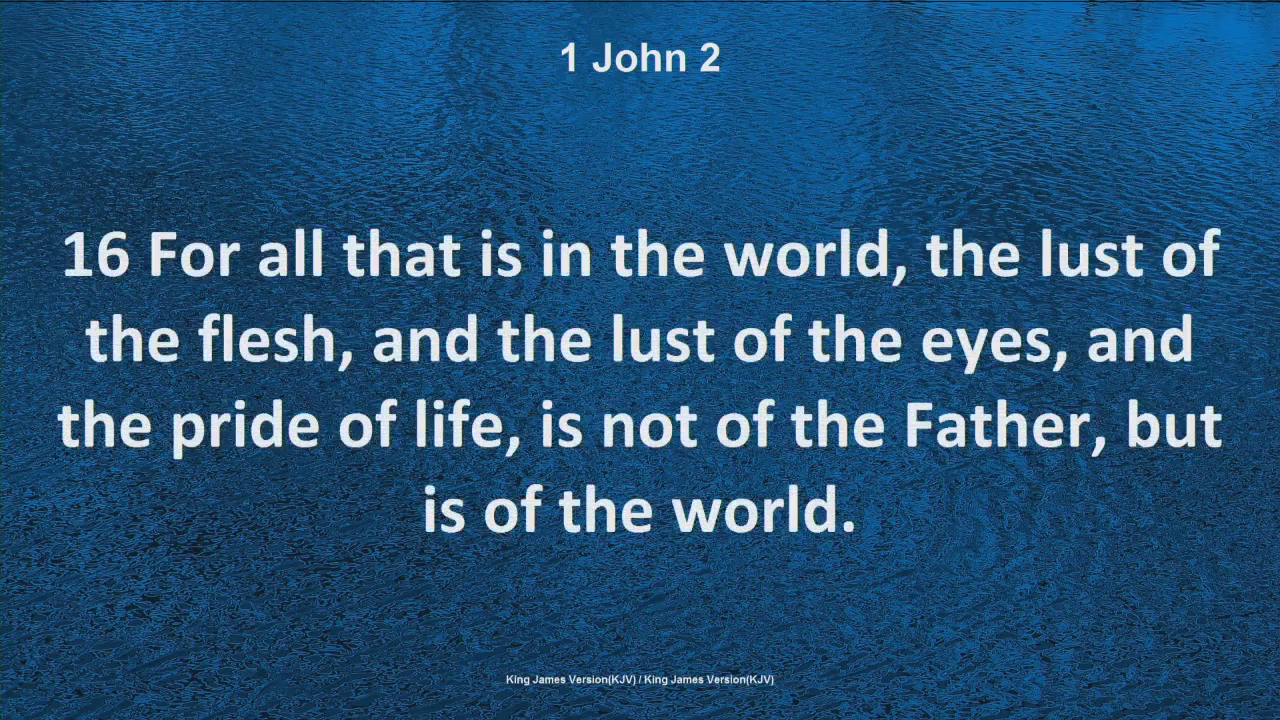 1 John 2
16 For all that is in the world, the lust of
the flesh, and the lust of the eyes, and
the pride of life, is not of the Father, but
is of the world.
King James Version(KJV) / King James Version(KJV)